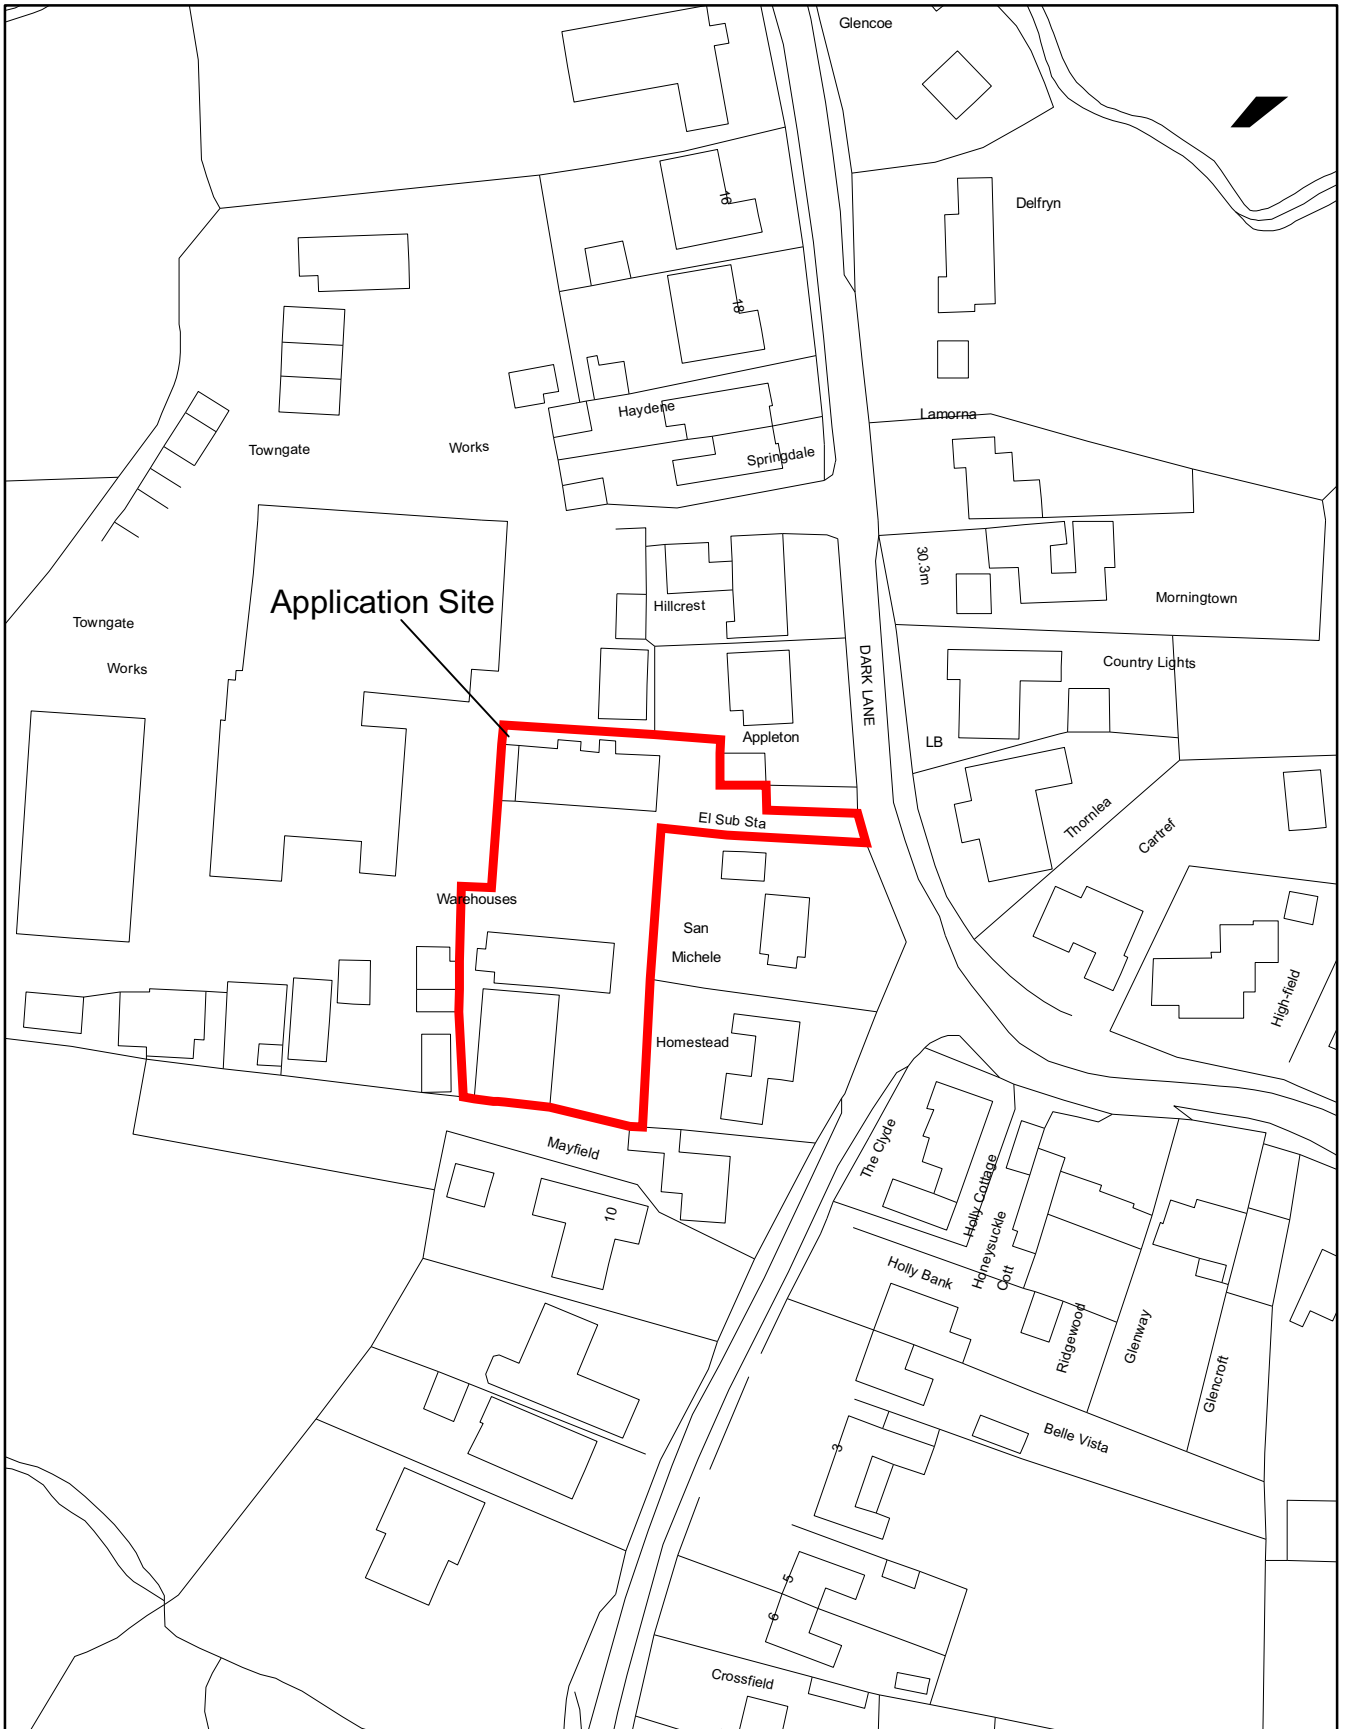 Glencoe
16
Delfryn
18
Haydene
Lamorna
Towngate
Works
Springdale
30.3m
Application Site
Hillcrest
Morningtown
Towngate
Works
DARK LANE
Country Lights
Appleton
LB
El Sub Sta
Thornlea
Cartref
Warehouses
San
Michele
High-field
Homestead
Mayfield
The Clyde
Holly Cottage
10
Honeysuckle
Cott
Holly Bank
Ridgewood
Glenway
Glencroft
3
Belle Vista
5
6
Crossfield